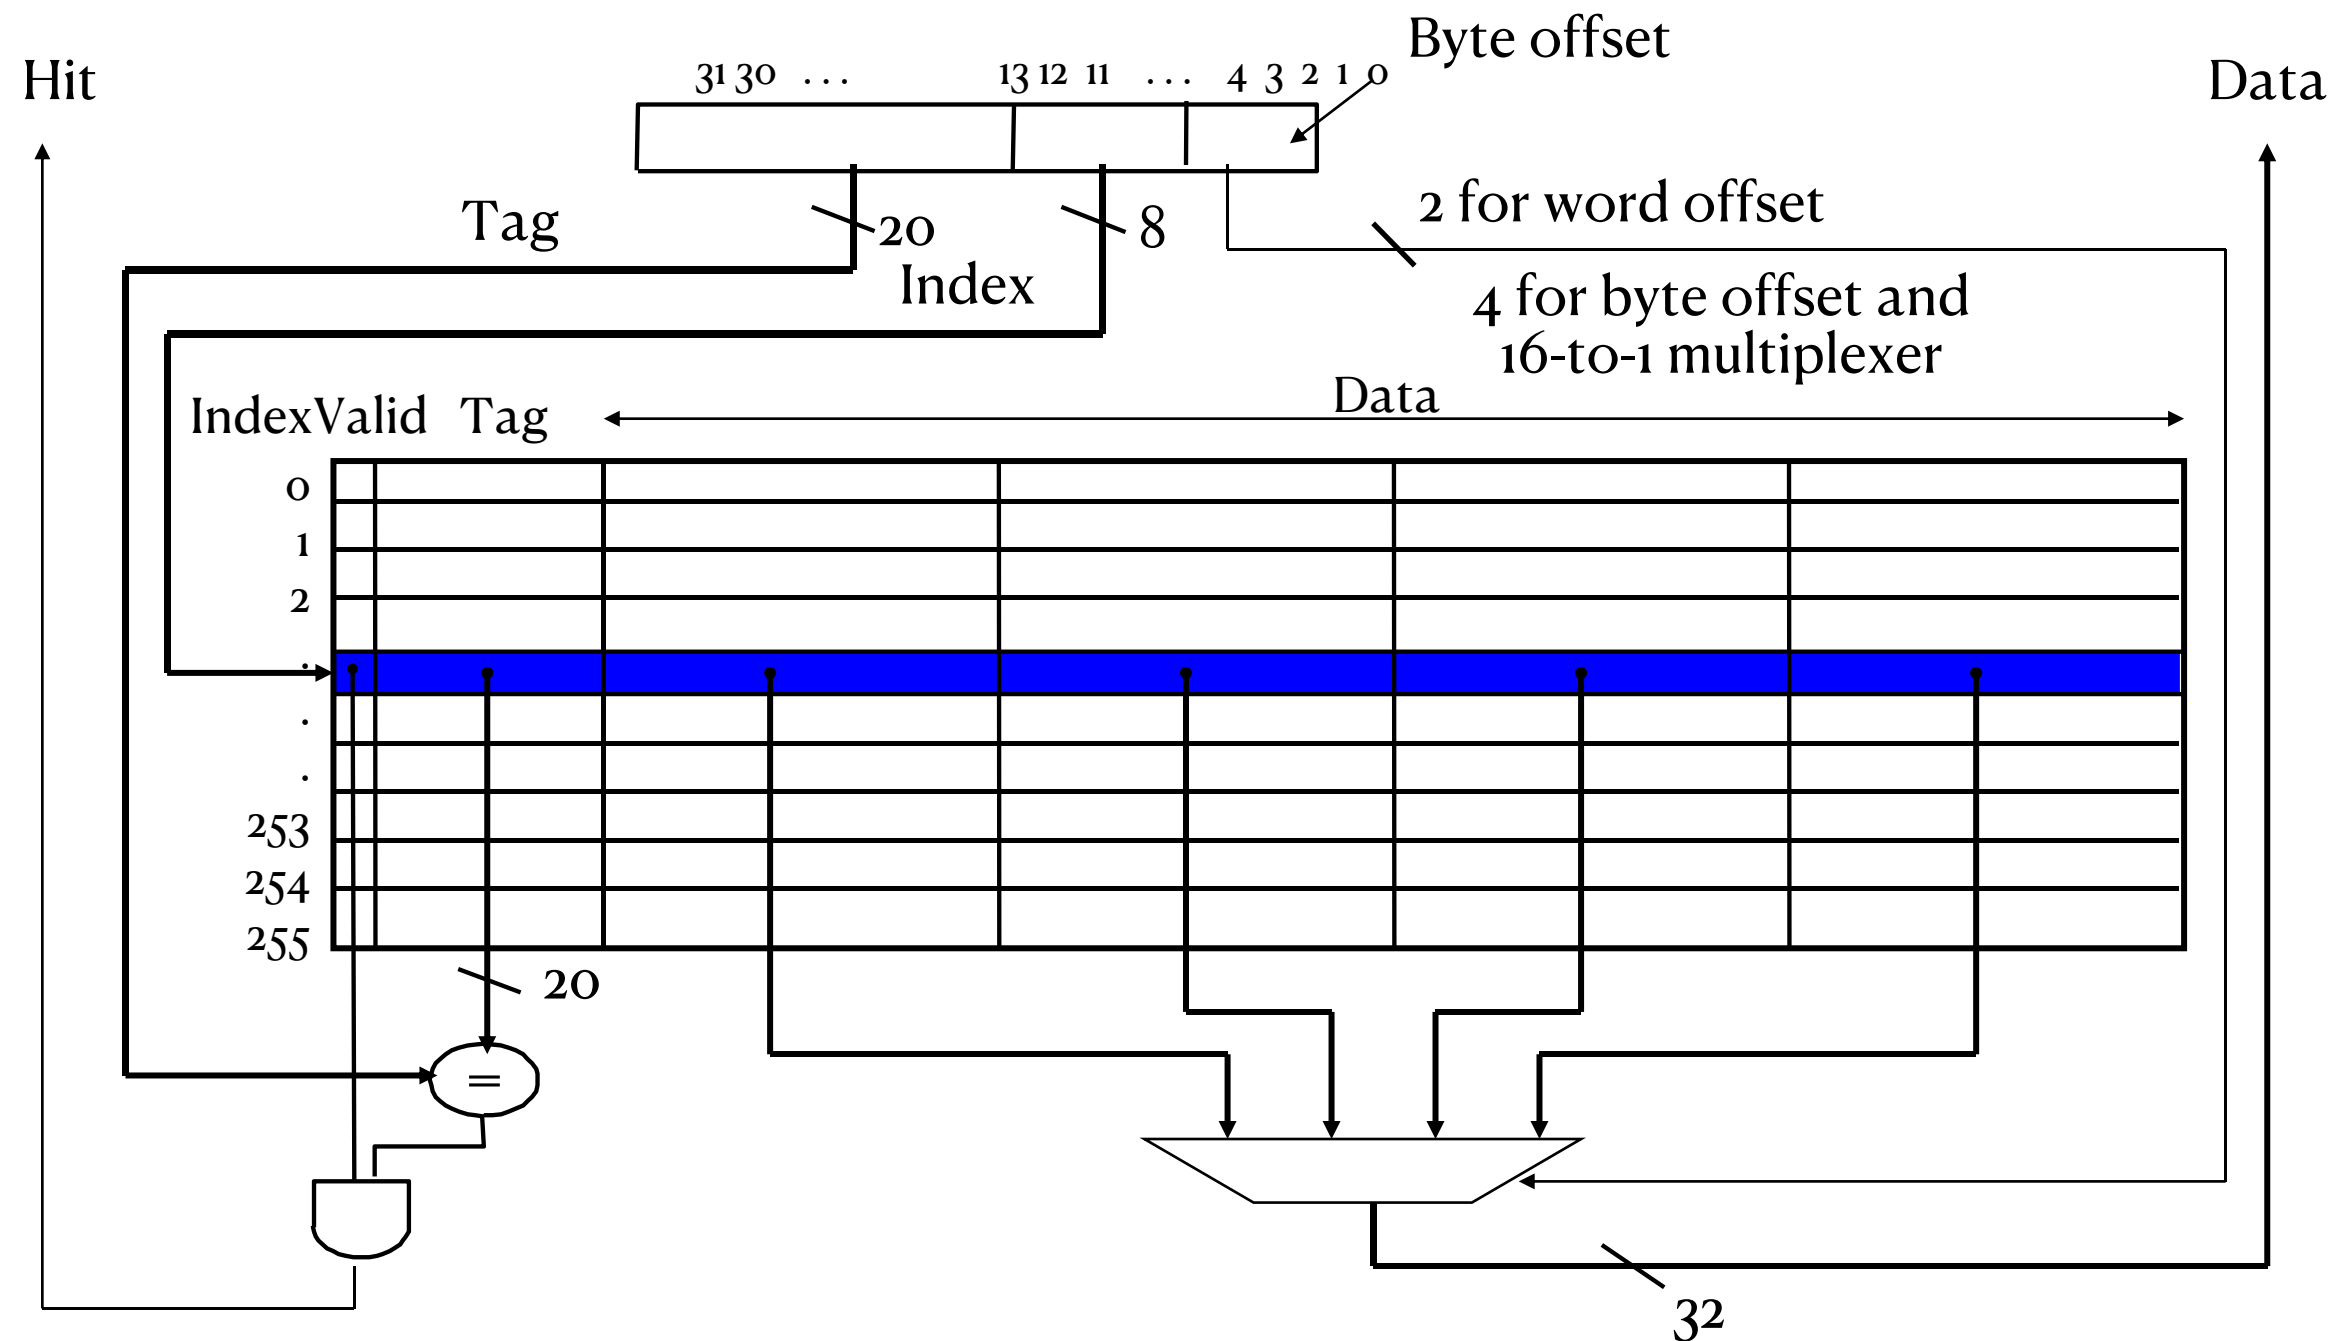 Byte offset
Hit
31 30 . . . 13 12 11 . . . 4 3 2 1 0
Data
2 for word offset
Tag
20
8
Index
4 for byte offset and
16-to-1 multiplexer
Data
IndexValid Tag
0
1
2
.
.
.
253
254
255
20
=
32